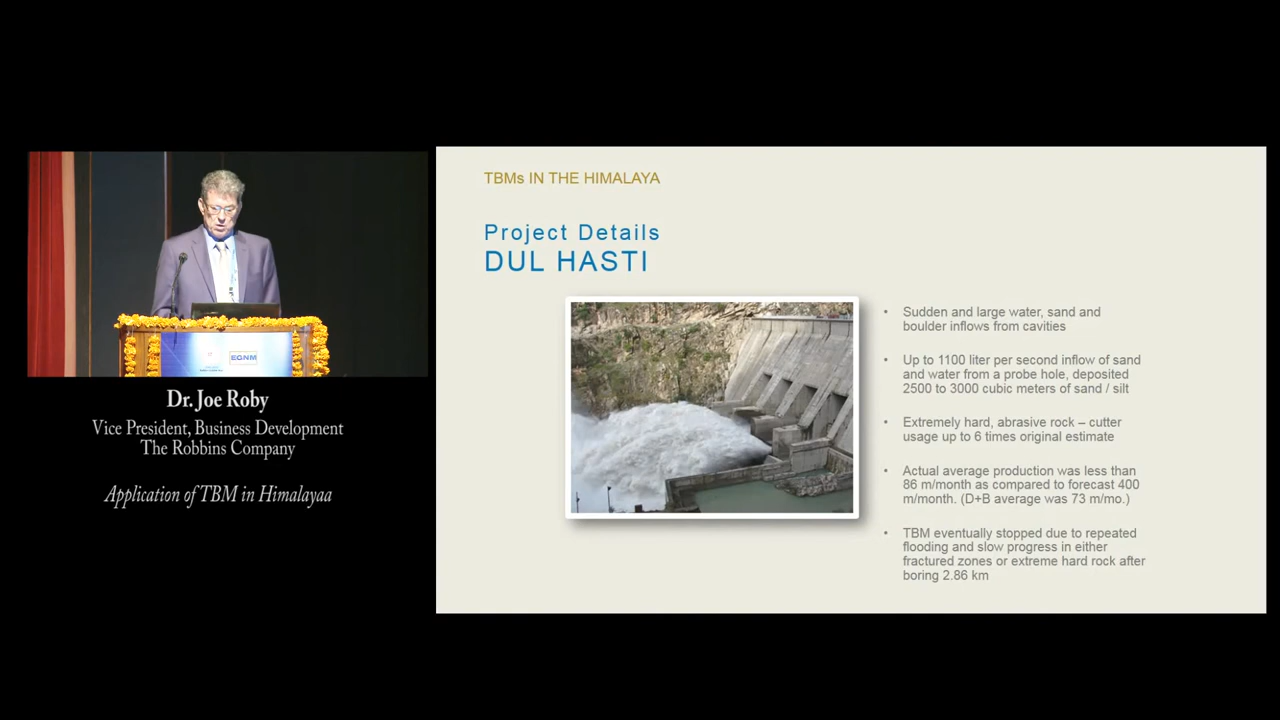 TBMs IN THE HIMALAYA
Project Details
DUL HASTI
• Sudden and large water, sand and
boulder inflows from cavities
• Up to 1100 liter per second inflow of sand
and water from a probe hole, deposited
2500 to 3000 cubic meters of sand / silt
• Extremely hard, abrasive rock – cutter
usage up to 6 times original estimate
• Actual average production was less than
86 m/month as compared to forecast 400
m/month. (D+B average was 73 m/mo.)
• TBM eventually stopped due to repeated
flooding and slow progress in either
fractured zones or extreme hard rock after
boring 2.86 km
Dr. Joe Roby
Vice President, Business Development
The Robbins Company
Application of TBM in Himalayaa